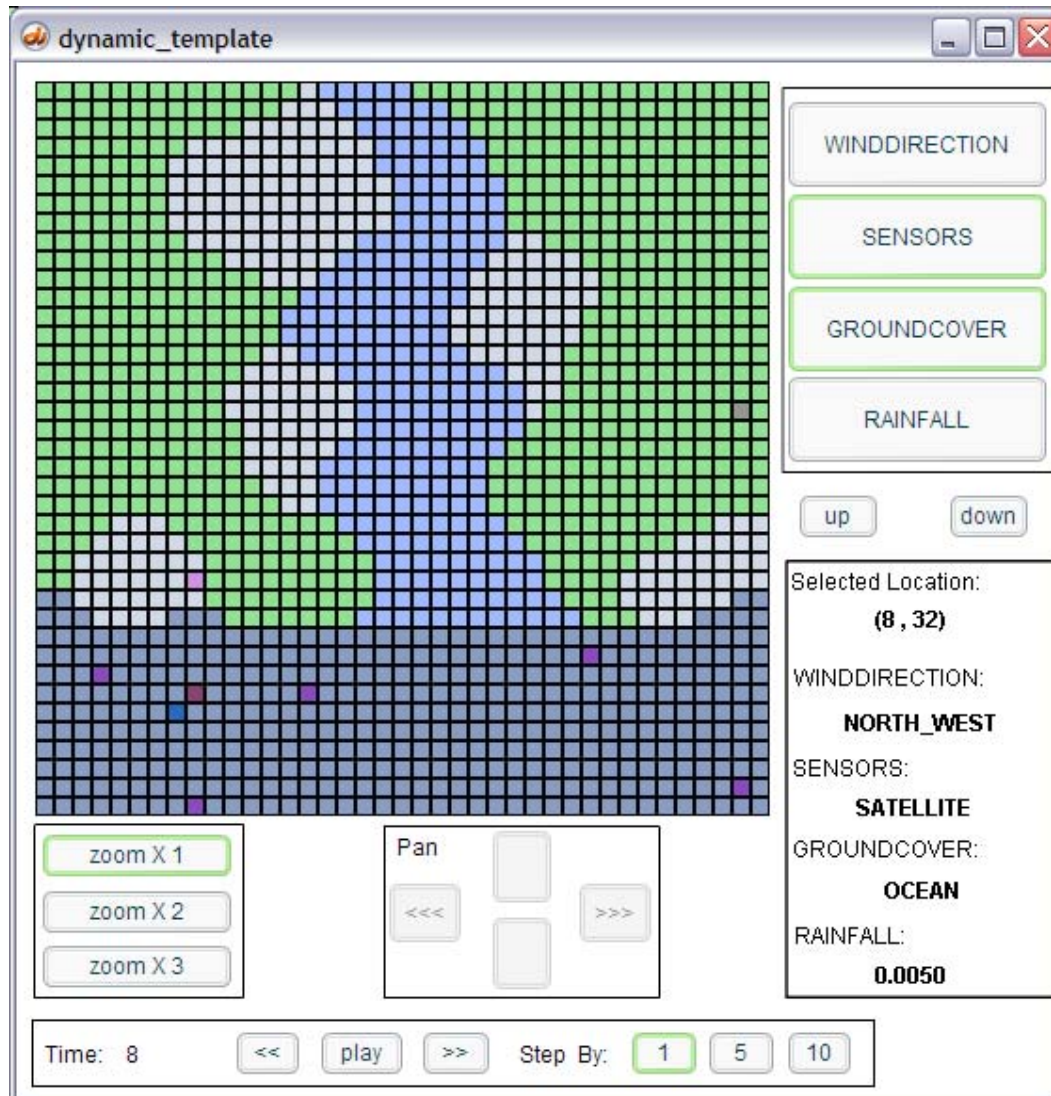 dynamic_template
WINDDIRECTION
SENSORS
GROUNDCOVER
RAINFALL
up down
Selected Location:
(8 , 32)
WINDDIRECTION:
NORTH_WEST
SENSORS:
SATELLITE
GROUNDCOVER:
OCEAN
RAINFALL:
0.0050
zoom X 1
zoom X 2
zoom X 3
Pan
<<< >>>
Time: 8 << play >> Step By: 1 5 10